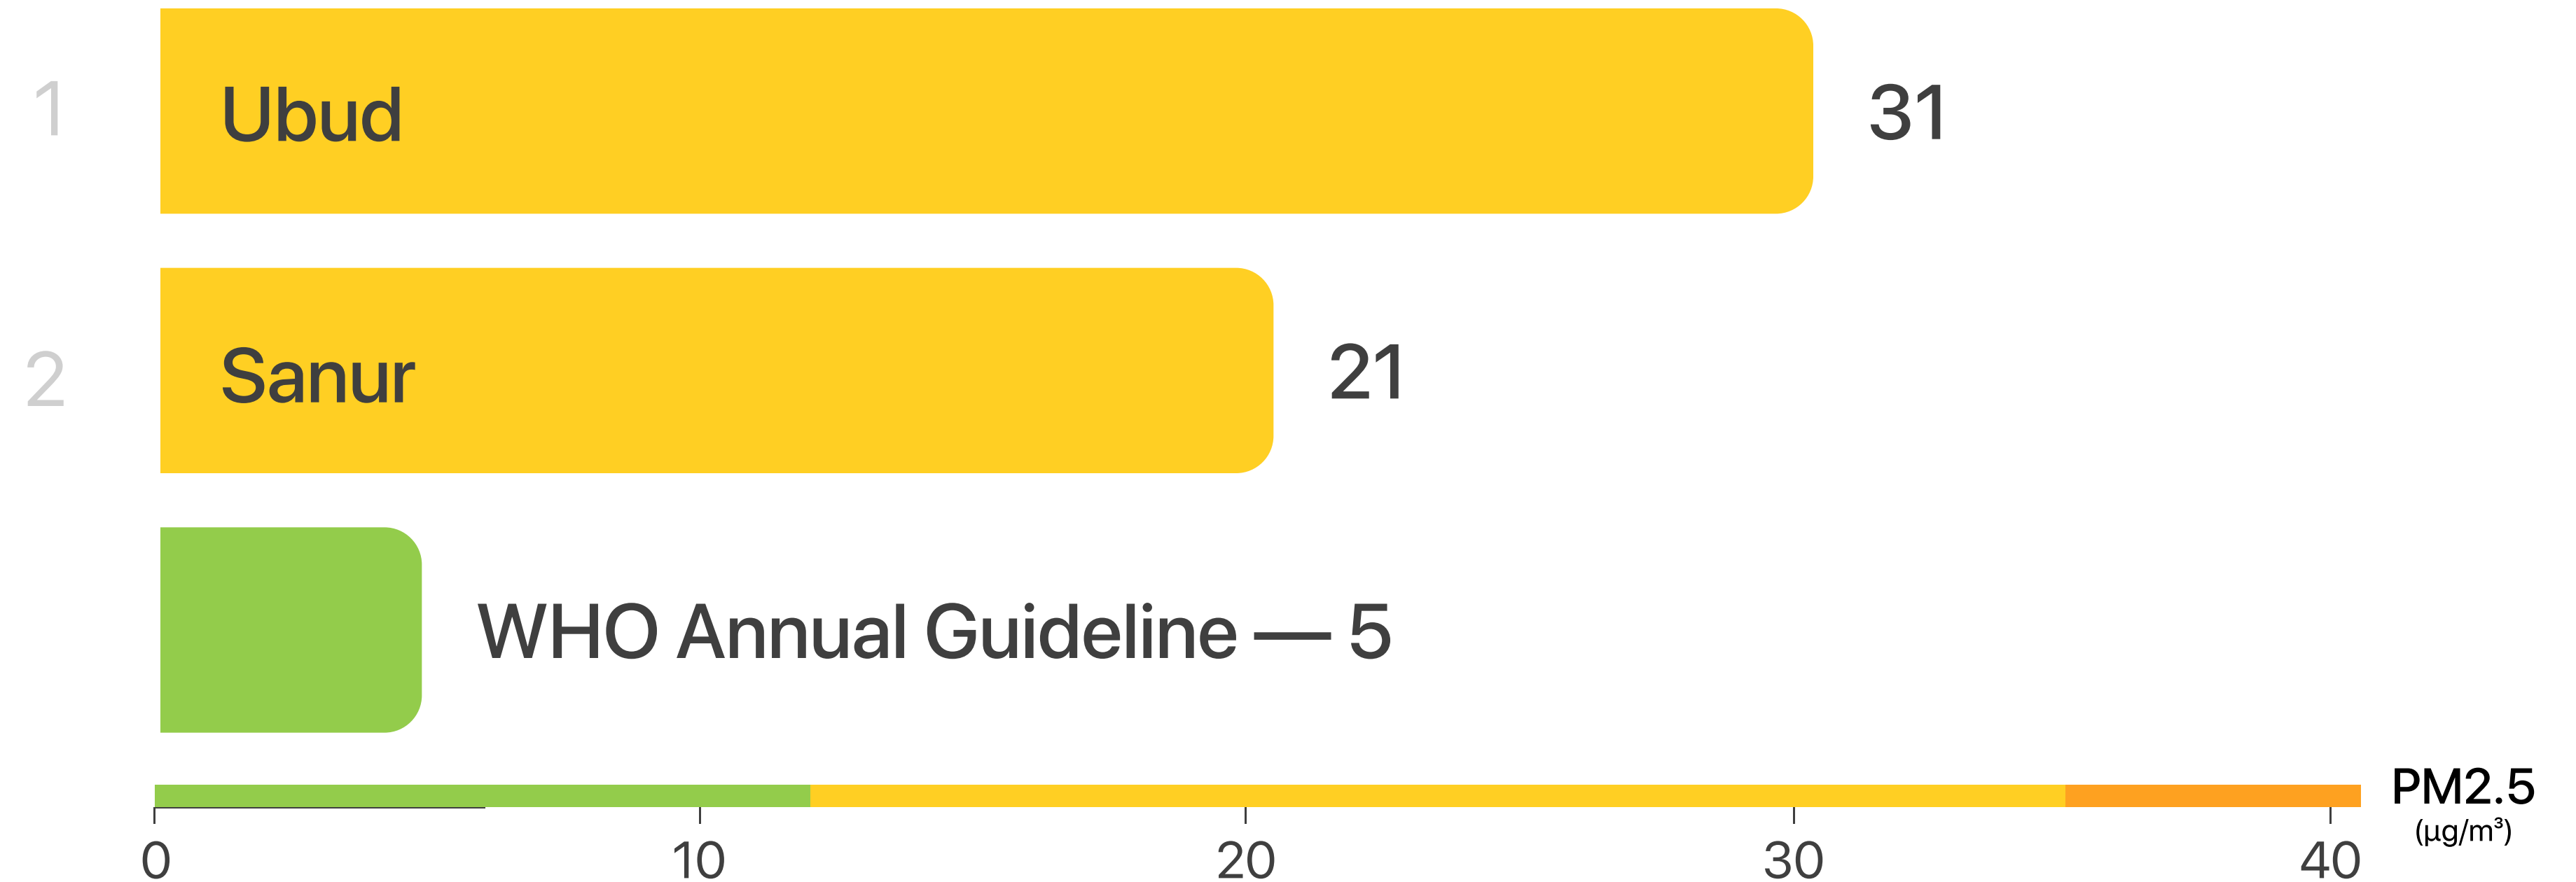 1
Ubud
31
2
Sanur
21
WHO Annual Guideline — 5
PM2.5
(µg/m³)
0 10 20 30 40